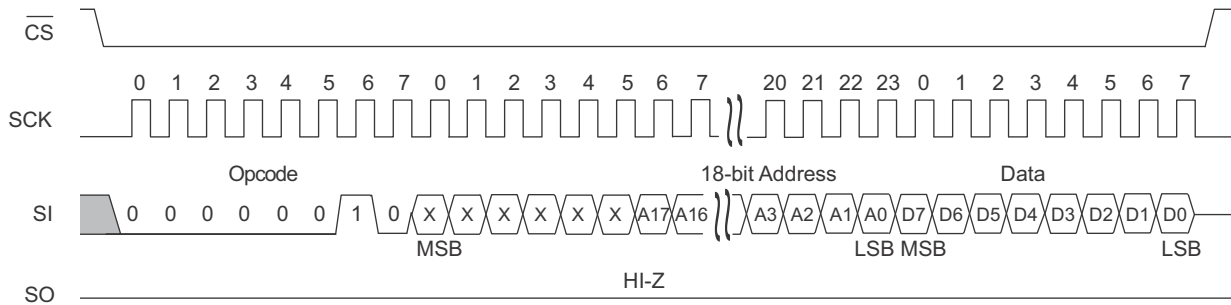 CS
0 1 2 3 4 5 6 7 0 1 2 3 4 5 6 7 20 21 22 23 0 1 2 3 4 5 6 7
SCK
Opcode 18-bit Address Data
SI 0 0 0 0 0 0 1 0 X X X X X X A17 A16 A3 A2 A1 A0 D7 D6 D5 D4 D3 D2 D1 D0
MSB LSB MSB LSB
HI-Z
SO